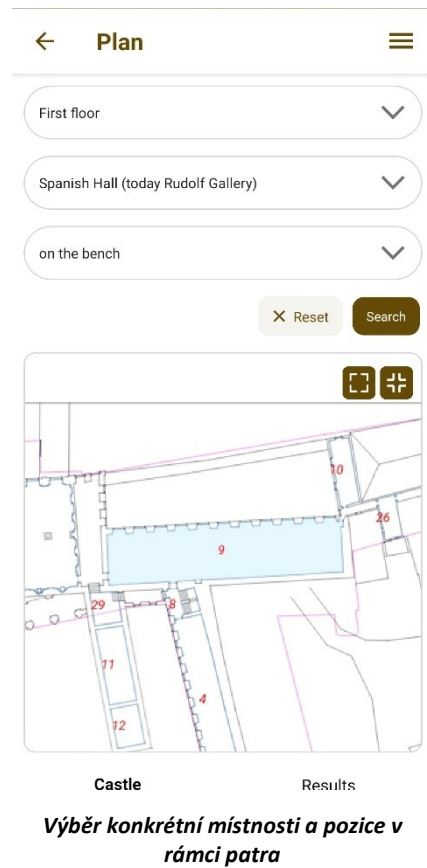 Plan
First floor
Spanish Hall (today Rudolf Gallery)
on the bench
Reset
Search
10
26
9
29
8
11
4
12
Castle
Results
Výběr konkrétní místnosti a pozice v
rámci patra